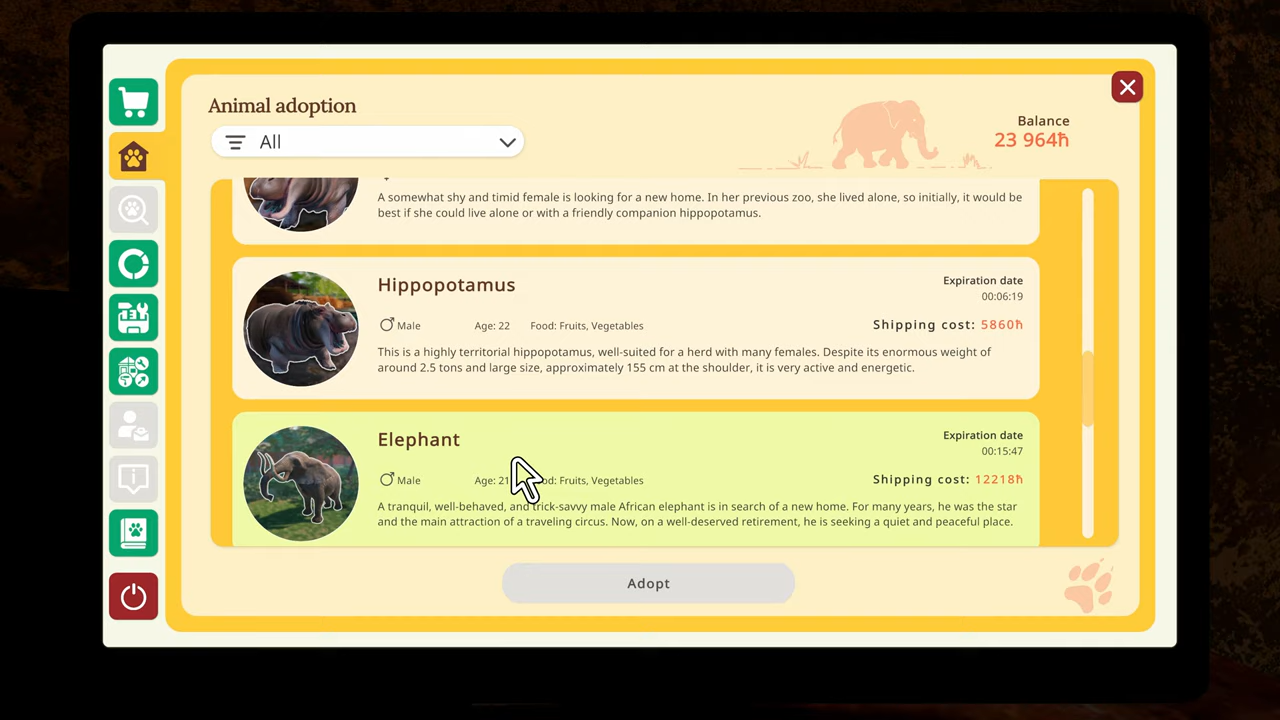 Animal adoption
All
Balance
23 964ħ
A somewhat shy and timid female is looking for a new home. In her previous zoo, she lived alone, so initially, it would be
best if she could live alone or with a friendly companion hippopotamus.
Hippopotamus
Expiration date
00:06:19
Male Age: 22 Food: Fruits, Vegetables
Shipping cost: 5860ħ
This is a highly territorial hippopotamus, well-suited for a herd with many females. Despite its enormous weight of
around 2.5 tons and large size, approximately 155 cm at the shoulder, it is very active and energetic.
Elephant
Expiration date
00:15:47
Male Age: 21 Fruits, Vegetables
Shipping cost: 12218ħ
A tranquil, well-behaved, and trick-savvy male African elephant is in search of a new home. For many years, he was the star
and the main attraction of a traveling circus. Now, on a well-deserved retirement, he is seeking a quiet and peaceful place.
Adopt